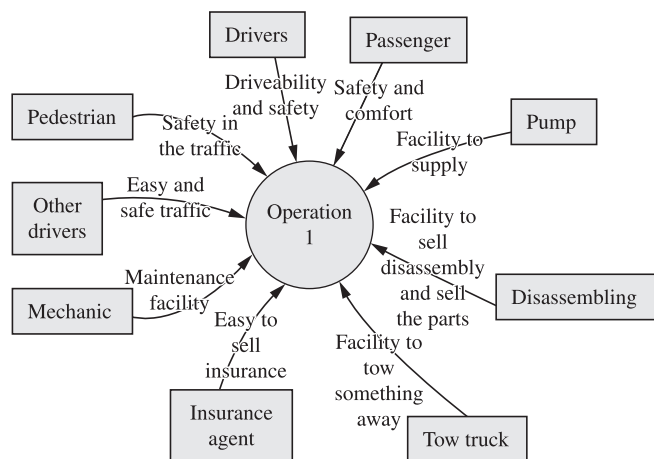 Drivers
Passenger
Driveability
and safety
Safety and
comfort
Pedestrian
Safety in
the traffic
Pump
Facility to
supply
Other
drivers
Easy and
safe traffic
Operation
1
Facility to
sell
disassembly
and sell
the parts
Disassembling
Mechanic
Maintenance
facility
Easy to
sell
insurance
Facility to
tow
something
away
Insurance
agent
Tow truck